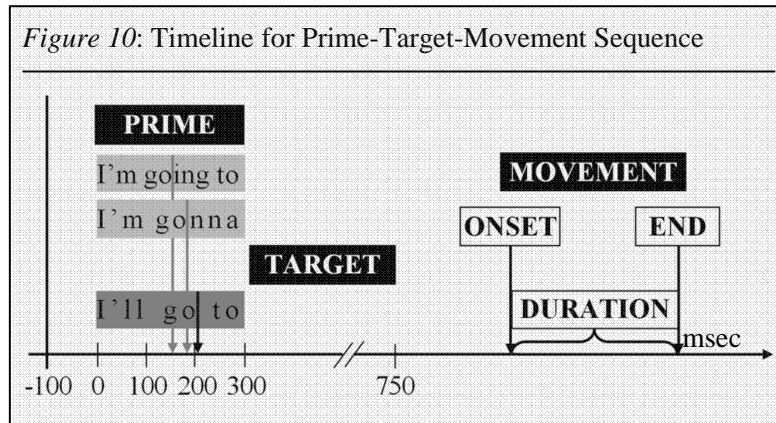 Figure 10: Timeline for Prime-Target-Movement Sequence
PRIME
I'm going to
MOVEMENT
I'm gonna
ONSET END
TARGET
I'll go to
DURATION
msec
-100 0 100 200 300 750